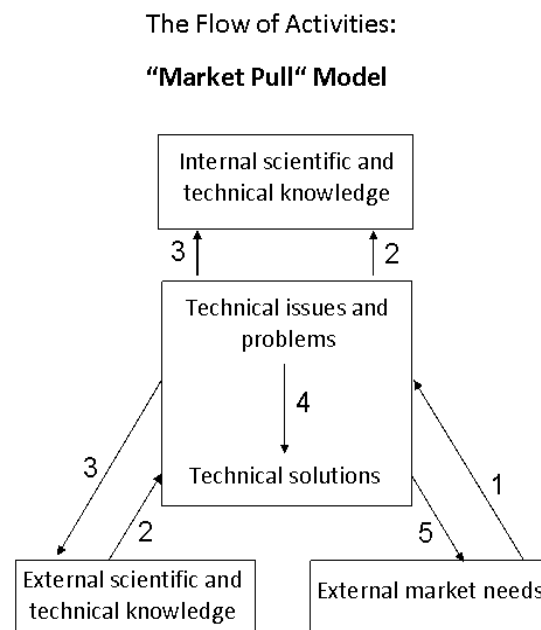 The Flow of Activities:
“Market Pull“ Model
Internal scientific and
technical knowledge
3
2
Technical issues and
problems
4
Technical solutions
3
2
5
1
External scientific and
technical knowledge
External market needs